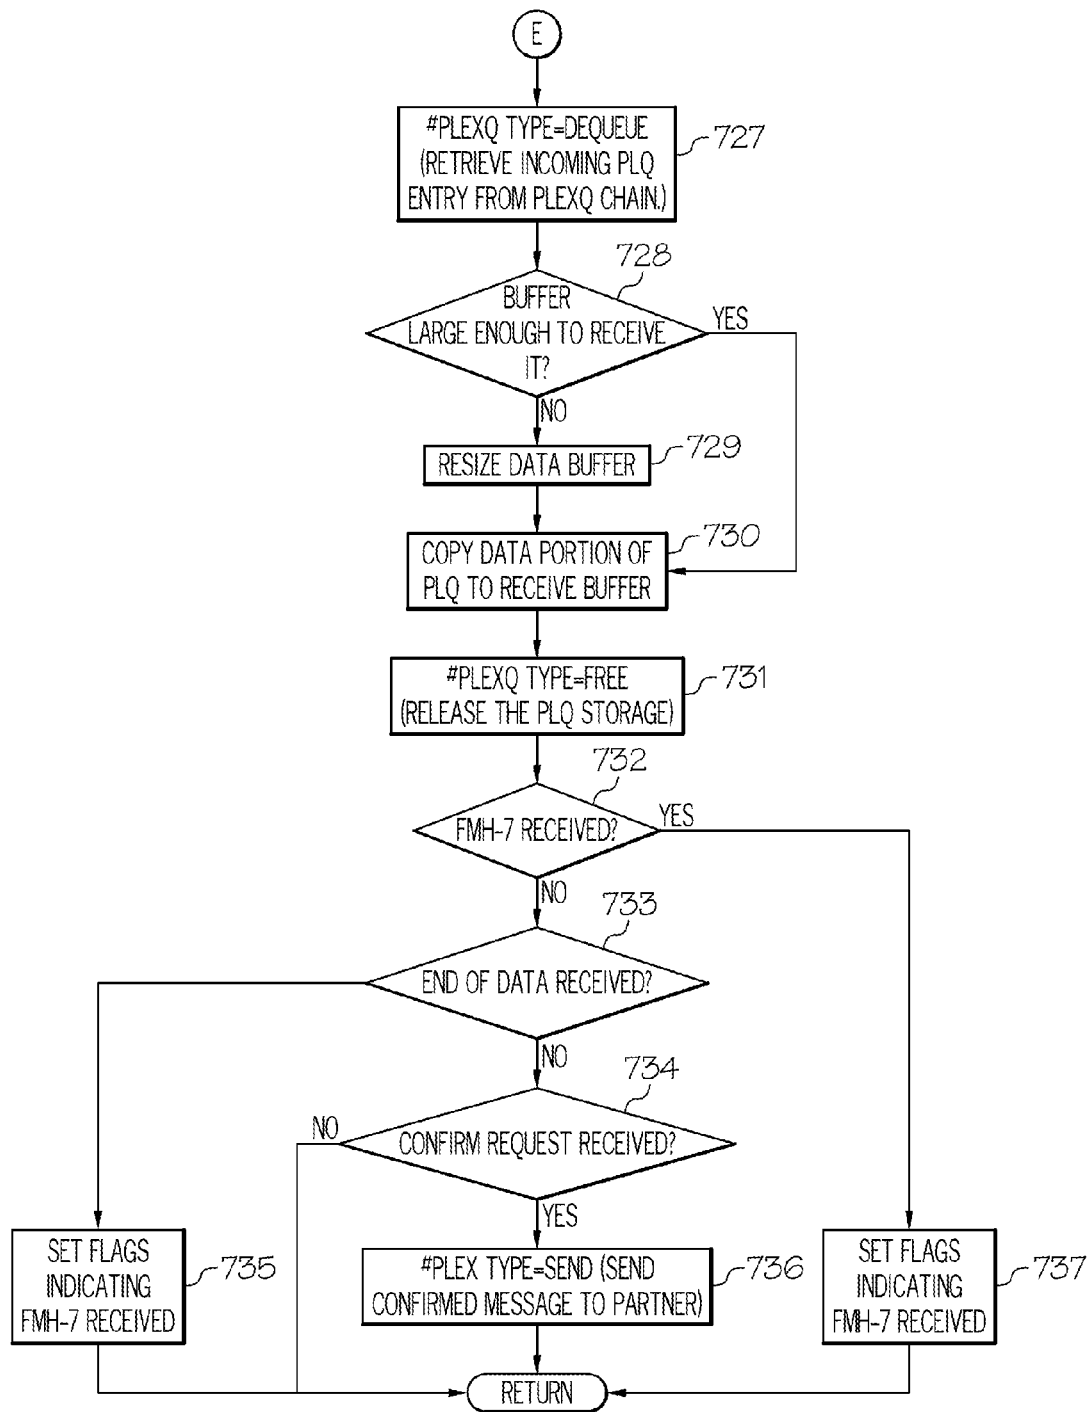 E
#PLEXQ TYPE=DEQUEUE
(RETRIEVE INCOMING PLQ
ENTRY FROM PLEXQ CHAIN.)
727
728
BUFFER
LARGE ENOUGH TO RECEIVE
IT?
YES
NO
RESIZE DATA BUFFER
729
COPY DATA PORTION OF
PLQ TO RECEIVE BUFFER
730
#PLEXQ TYPE=FREE
(RELEASE THE PLQ STORAGE)
731
732
FMH-7 RECEIVED?
YES
NO
733
END OF DATA RECEIVED?
NO
734
NO
CONFIRM REQUEST RECEIVED?
YES
SET FLAGS
INDICATING
FMH-7 RECEIVED
735
#PLEX TYPE=SEND (SEND
CONFIRMED MESSAGE TO PARTNER)
736
SET FLAGS
INDICATING
FMH-7 RECEIVED
737
RETURN